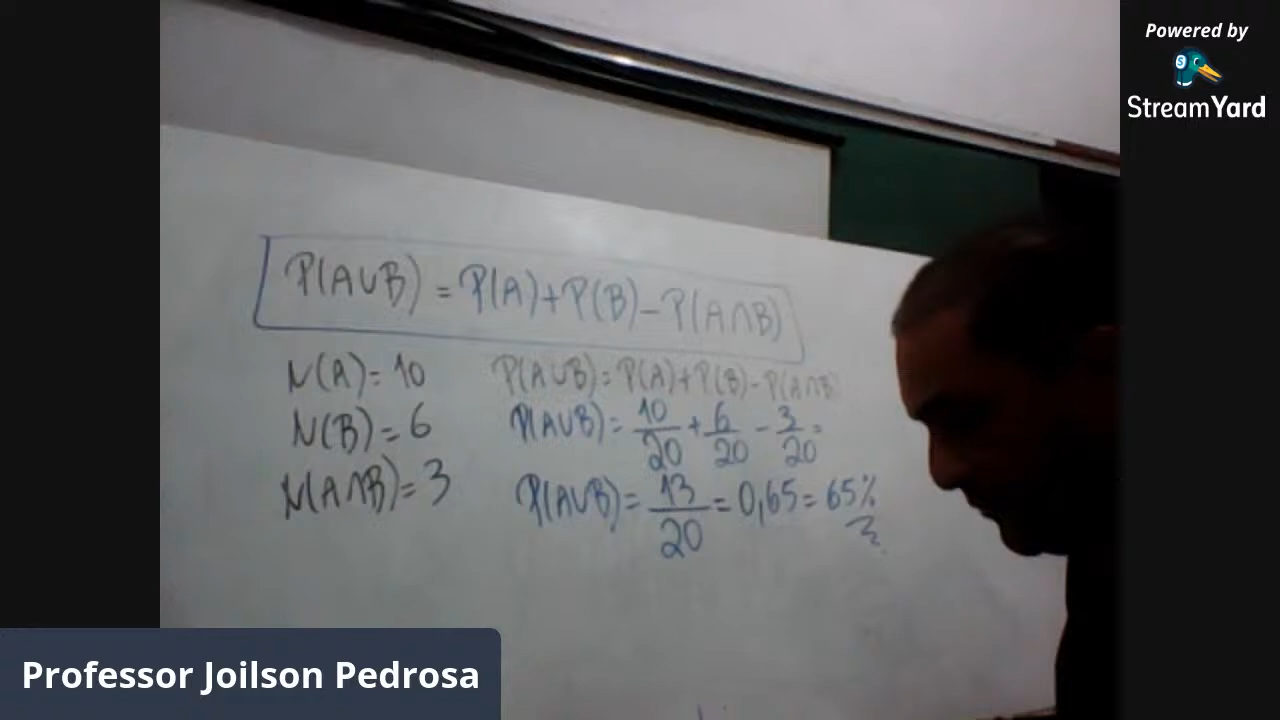 Powered by
StreamYard
P(A∪B) = P(A)+P(B)-P(A∩B)
N(A)=10
N(B)=6
N(A∩B)=3
P(A∪B)=P(A)+P(B)-P(A∩B)
P(A∪B)= 10/20 + 6/20 - 3/20 =
P(A∪B)= 13/20 = 0,65 = 65%
Professor Joilson Pedrosa